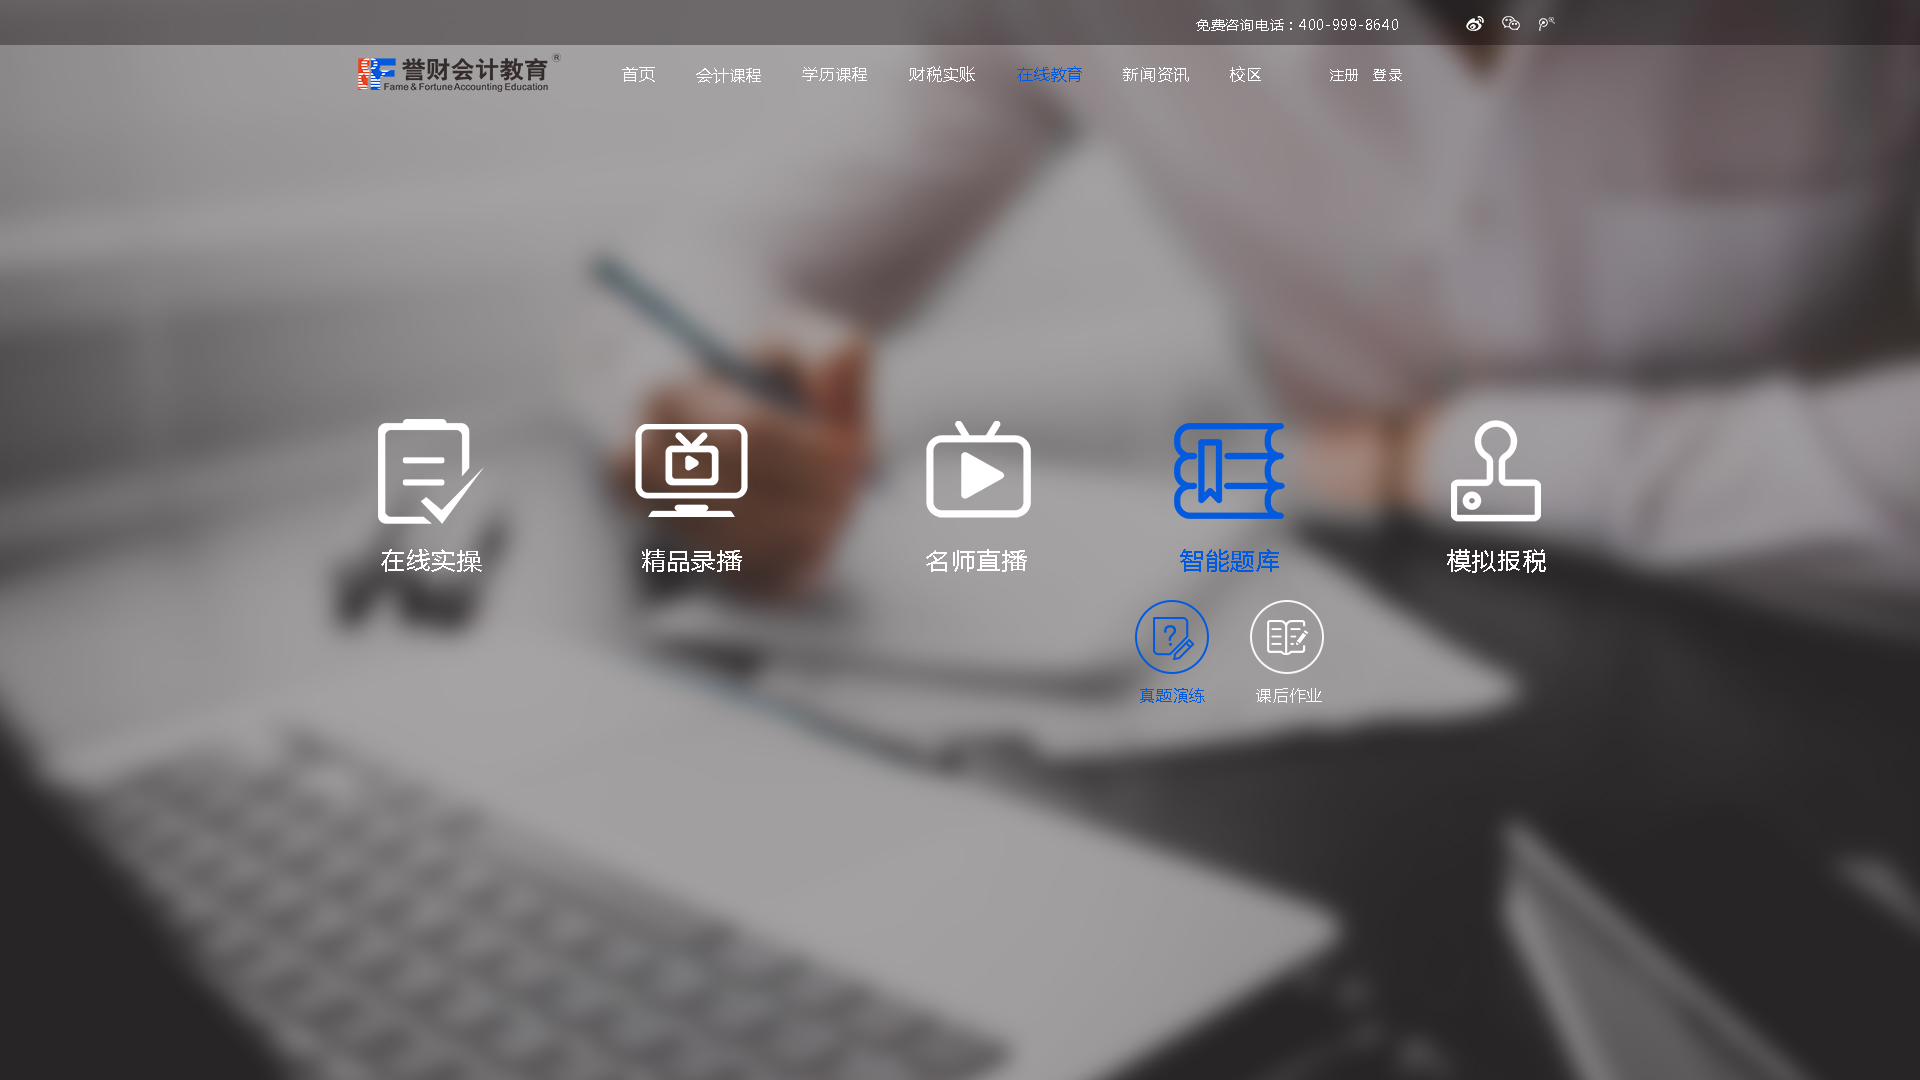 免费咨询电话：400-999-8640
誉财会计教育®
Fame & Fortune Accounting Education
首页 会计课程 学历课程 财税实账 在线教育 新闻资讯 校区 注册 登录
在线实操 精品录播 名师直播 智能题库 模拟报税
真题演练 课后作业